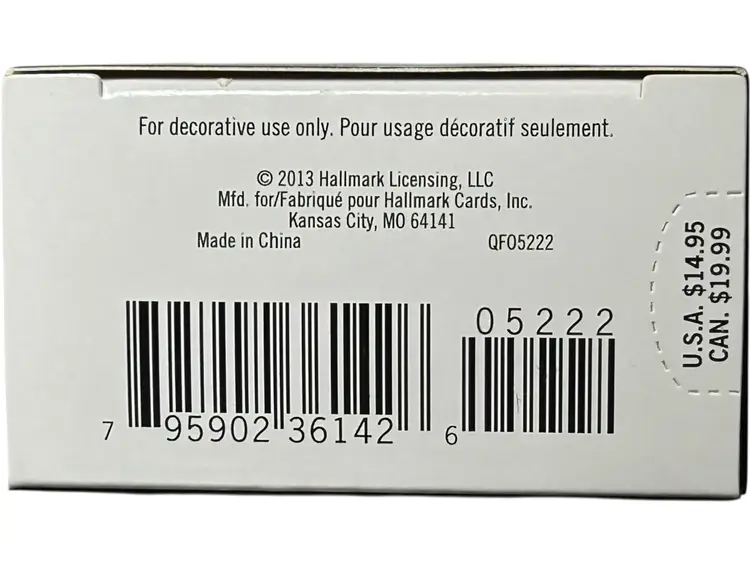 For decorative use only. Pour usage décoratif seulement.
© 2013 Hallmark Licensing, LLC
Mfd. for/Fabriqué pour Hallmark Cards, Inc.
Kansas City, MO 64141
Made in China QFO5222
U.S.A. $14.95
CAN. $19.99
05222
7 95902 36142 6